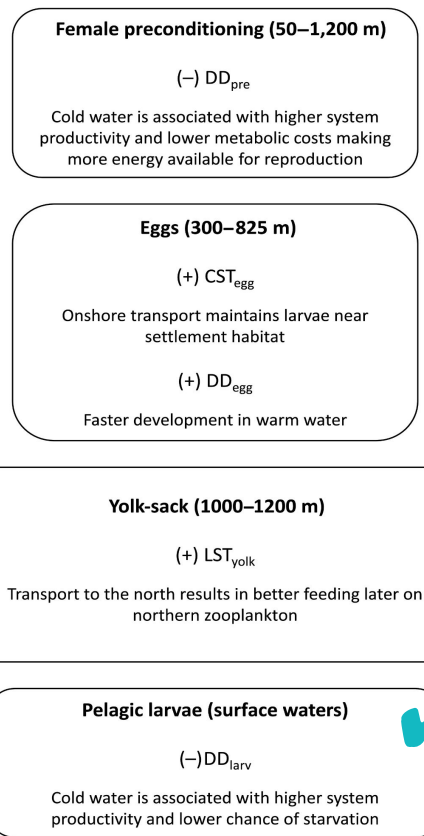 Female preconditioning (50–1,200 m)
(–) DDpre
Cold water is associated with higher system
productivity and lower metabolic costs making
more energy available for reproduction
Eggs (300–825 m)
(+) CSTegg
Onshore transport maintains larvae near
settlement habitat
(+) DDegg
Faster development in warm water
Yolk-sack (1000–1200 m)
(+) LSTyolk
Transport to the north results in better feeding later on
northern zooplankton
Pelagic larvae (surface waters)
(–)DDlarv
Cold water is associated with higher system
productivity and lower chance of starvation